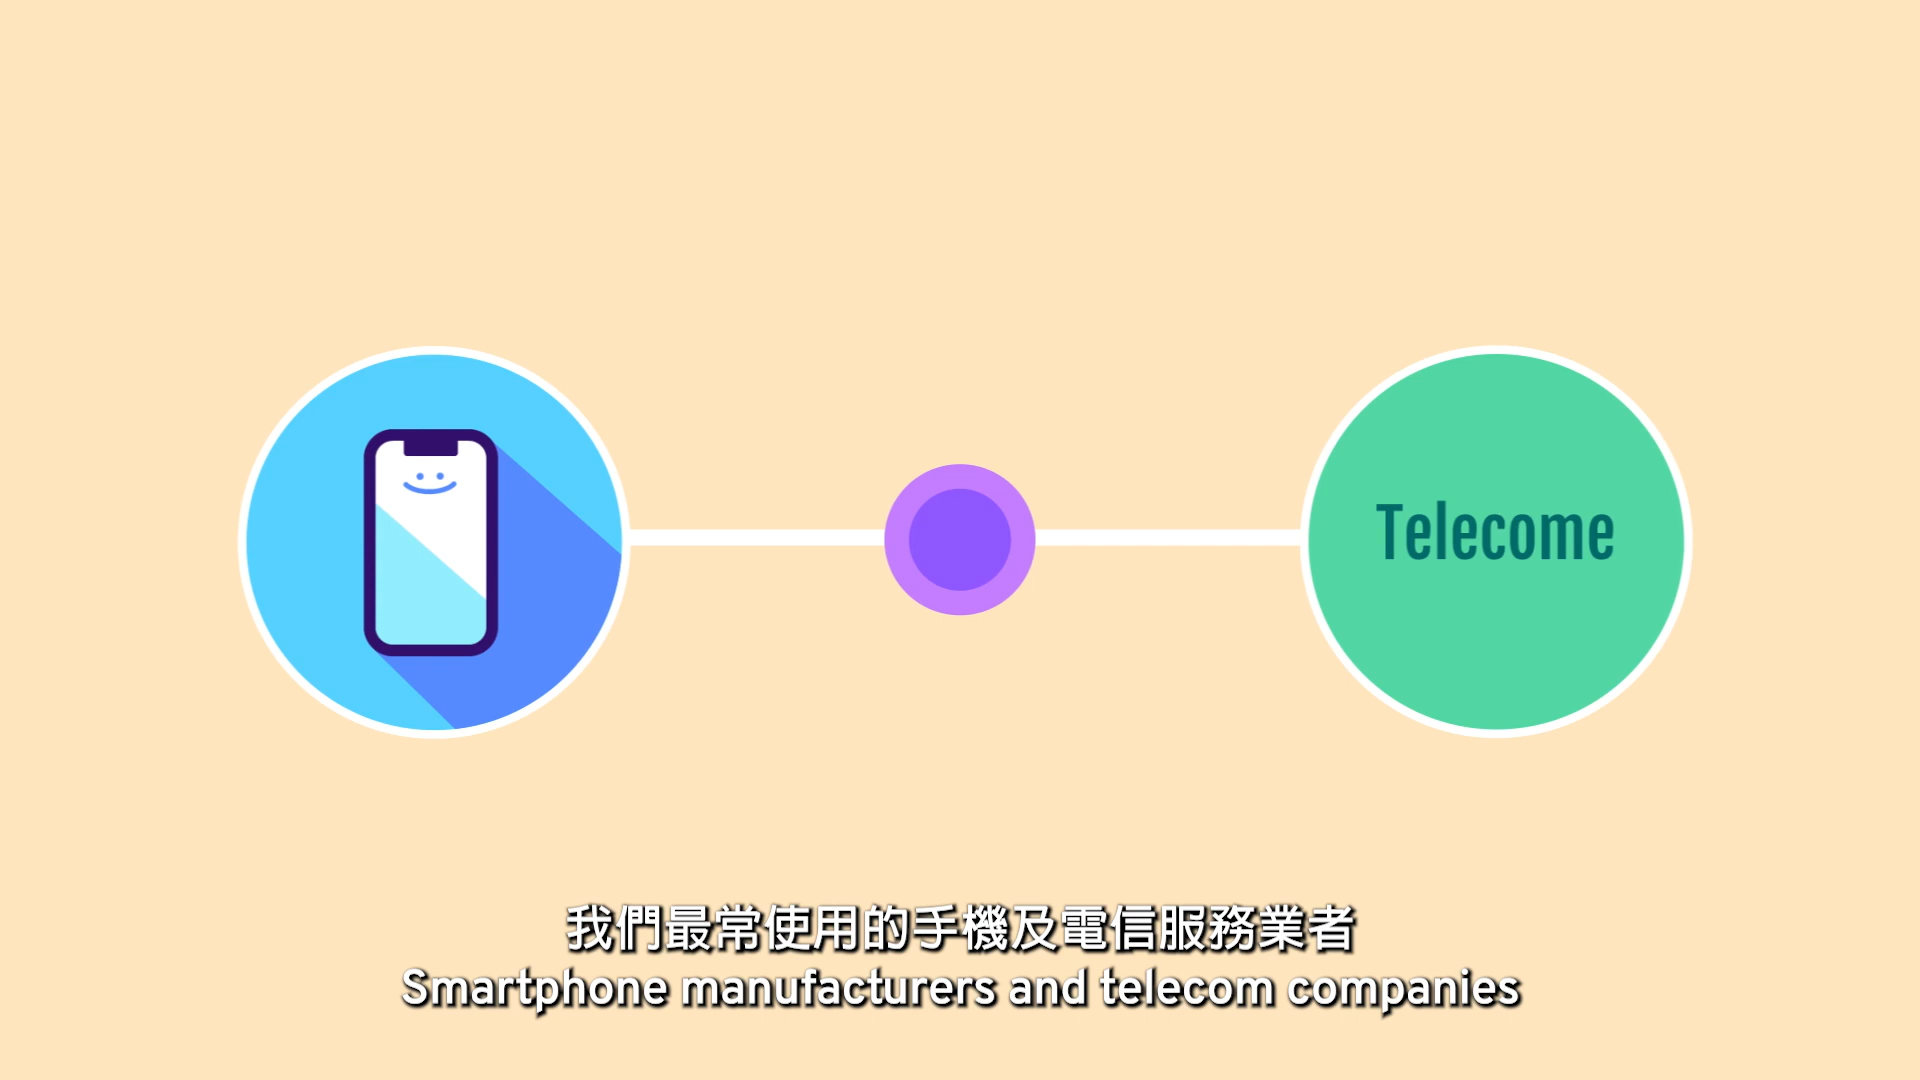 Telecome
我們最常使用的手機及電信服務業者
Smartphone manufacturers and telecom companies